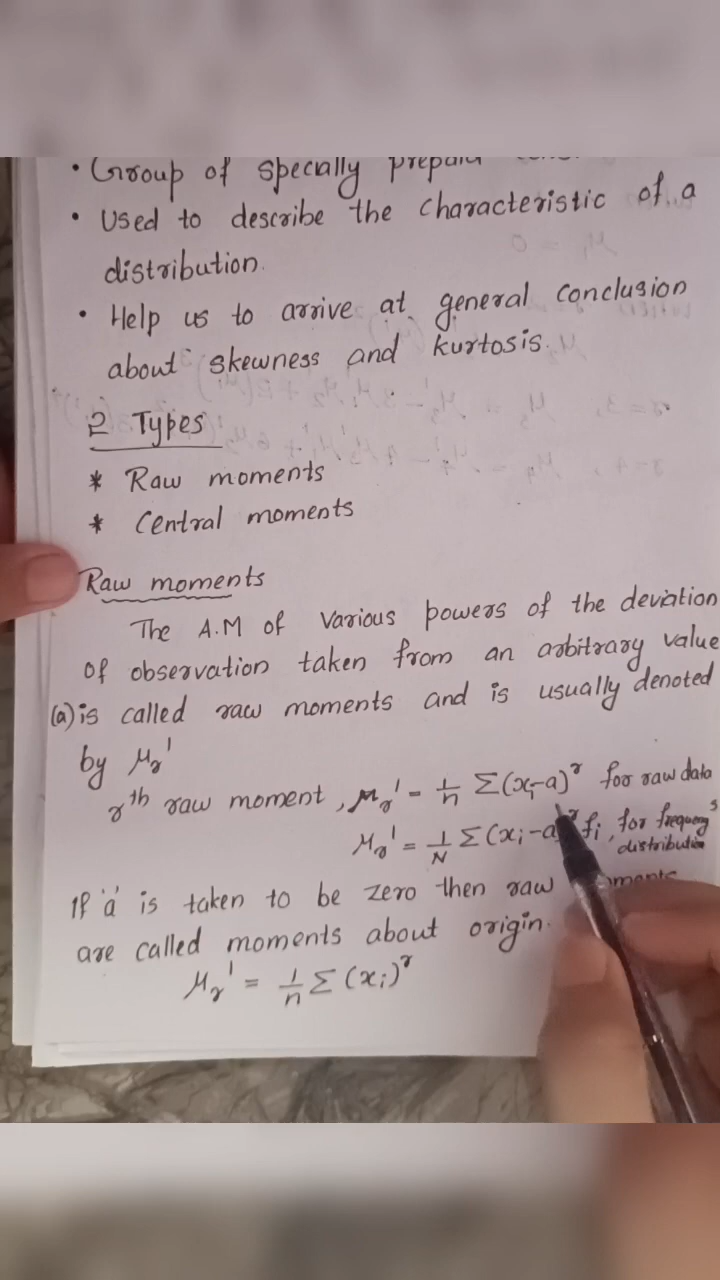 • Group of specially
• Used to describe the characteristic of a
distribution.
• Help us to arrive at general conclusion
about skewness and kurtosis.
2 Types
* Raw moments
* Central moments
Raw moments
The A.M of various powers of the deviation
of observation taken from an arbitrary value
(a) is called raw moments and is usually denoted
by μr'
rth raw moment, μr' = 1/n Σ(xi-a)^r for raw data
μr' = 1/N Σ(xi-a)^r fi, for frequency
distribution
If 'a' is taken to be zero then raw
are called moments about origin.
μr' = 1/n Σ(xi)^r